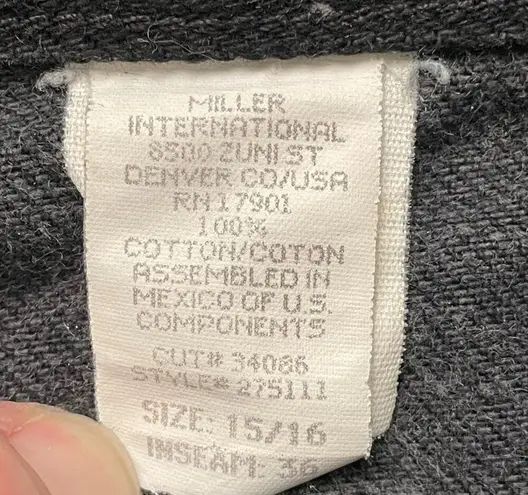 MILLER
INTERNATIONAL
8500 ZUNI ST
DENVER CO/USA
RN 17901
100%
COTTON/COTON
ASSEMBLED IN
MEXICO OF U.S.
COMPONENTS
CUT# 34086
STYLE# 275111
SIZE: 15/16
INSEAM: 36